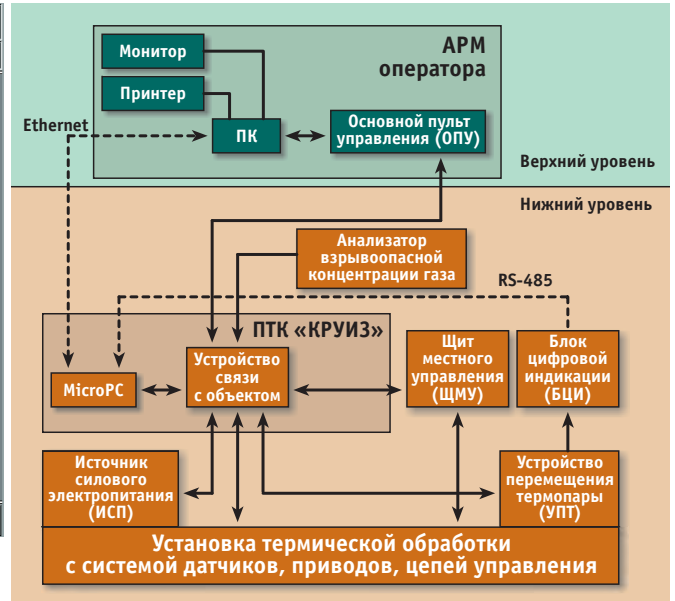 АРМ
оператора
Монитор
Принтер
Ethernet
ПК
Основной пульт
управления (ОПУ)
Верхний уровень
Нижний уровень
Анализатор
взрывоопасной
концентрации газа
RS-485
ПТК «КРУИЗ»
MicroPC
Устройство
связи
с объектом
Щит
местного
управления
(ЩМУ)
Блок
цифровой
индикации
(БЦИ)
Источник
силового
электропитания
(ИСП)
Устройство
перемещения
термопары
(УПТ)
Установка термической обработки
с системой датчиков, приводов, цепей управления